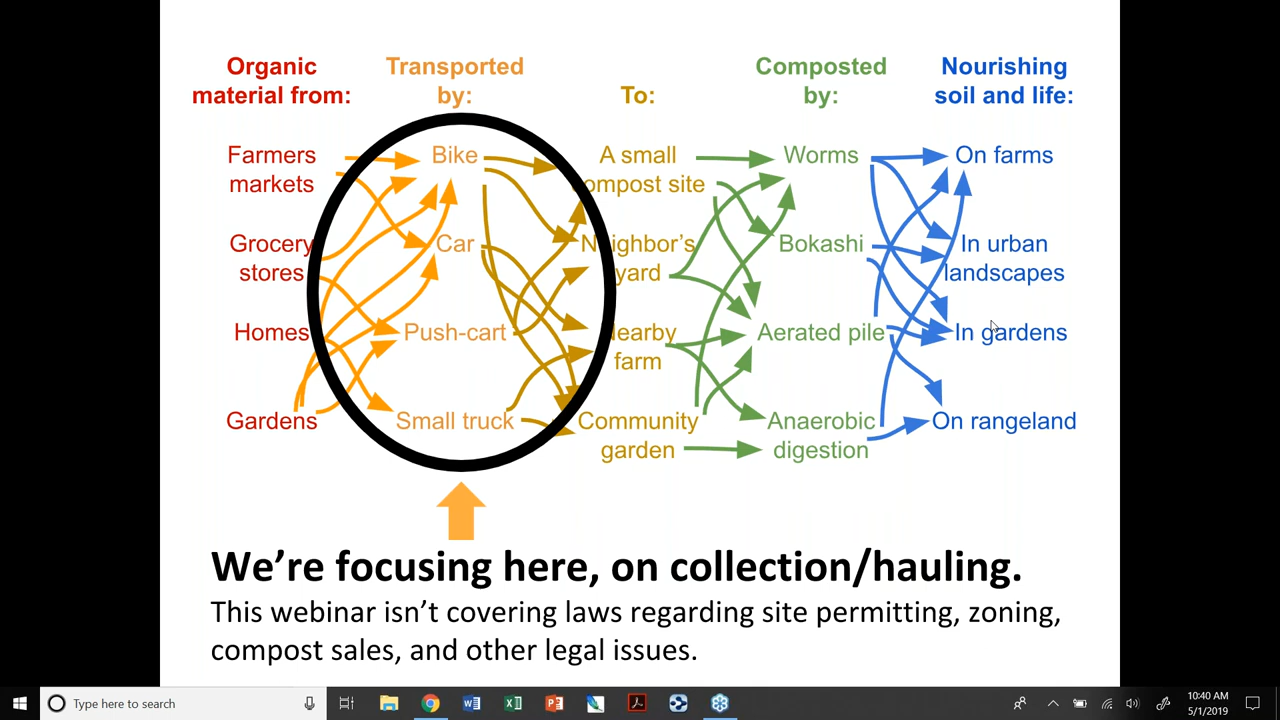 Organic
material from:
Transported
by:
To:
Composted
by:
Nourishing
soil and life:
Farmers
markets
Grocery
stores
Homes
Gardens
Bike
Car
Push-cart
Small truck
A small
compost site
Neighbor's
yard
Nearby
farm
Community
garden
Worms
Bokashi
Aerated pile
Anaerobic
digestion
On farms
In urban
landscapes
In gardens
On rangeland
We're focusing here, on collection/hauling.
This webinar isn't covering laws regarding site permitting, zoning,
compost sales, and other legal issues.
Type here to search
10:40 AM
5/1/2019